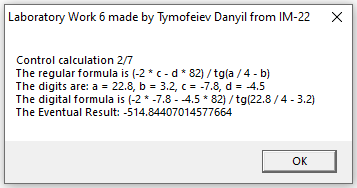 Laboratory Work 6 made by Tymofeiev Danyil from IM-22
Control calculation 2/7
The regular formula is (-2 * c - d * 82) / tg(a / 4 - b)
The digits are: a = 22.8, b = 3.2, c = -7.8, d = -4.5
The digital formula is (-2 * -7.8 - -4.5 * 82) / tg(22.8 / 4 - 3.2)
The Eventual Result: -514.84407014577664
OK